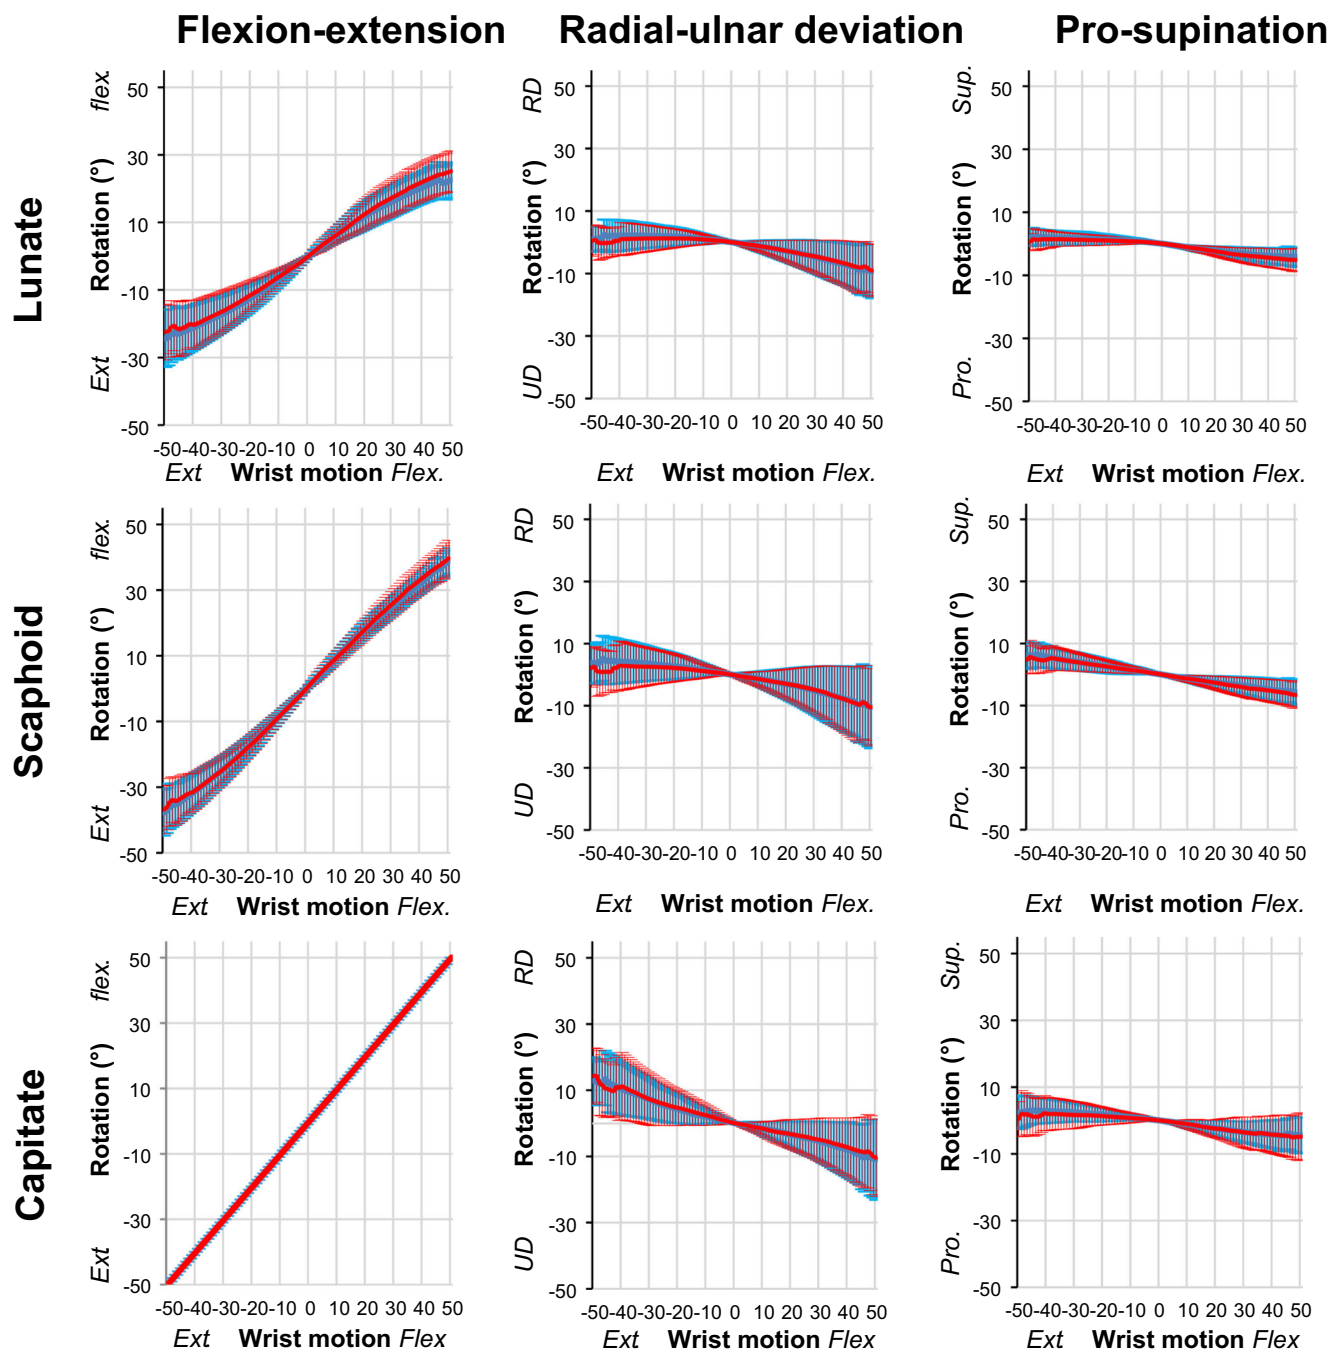 Flexion-extension Radial-ulnar deviation Pro-supination
Lunate
flex. Rotation (°) Ext
50
30
10
-10
-30
-50
-50-40-30-20-10 0 10 20 30 40 50
Ext Wrist motion Flex.
RD Rotation (°) UD
50
30
10
-10
-30
-50
-50-40-30-20-10 0 10 20 30 40 50
Ext Wrist motion Flex.
Sup. Rotation (°) Pro.
50
30
10
-10
-30
-50
-50-40-30-20-10 0 10 20 30 40 50
Ext Wrist motion Flex.
Scaphoid
flex. Rotation (°) Ext
50
30
10
-10
-30
-50
-50-40-30-20-10 0 10 20 30 40 50
Ext Wrist motion Flex.
RD Rotation (°) UD
50
30
10
-10
-30
-50
-50-40-30-20-10 0 10 20 30 40 50
Ext Wrist motion Flex.
Sup. Rotation (°) Pro.
50
30
10
-10
-30
-50
-50-40-30-20-10 0 10 20 30 40 50
Ext Wrist motion Flex.
Capitate
flex. Rotation (°) Ext
50
30
10
-10
-30
-50
-50-40-30-20-10 0 10 20 30 40 50
Ext Wrist motion Flex
RD Rotation (°) UD
50
30
10
-10
-30
-50
-50-40-30-20-10 0 10 20 30 40 50
Ext Wrist motion Flex
Sup. Rotation (°) Pro.
50
30
10
-10
-30
-50
-50-40-30-20-10 0 10 20 30 40 50
Ext Wrist motion Flex